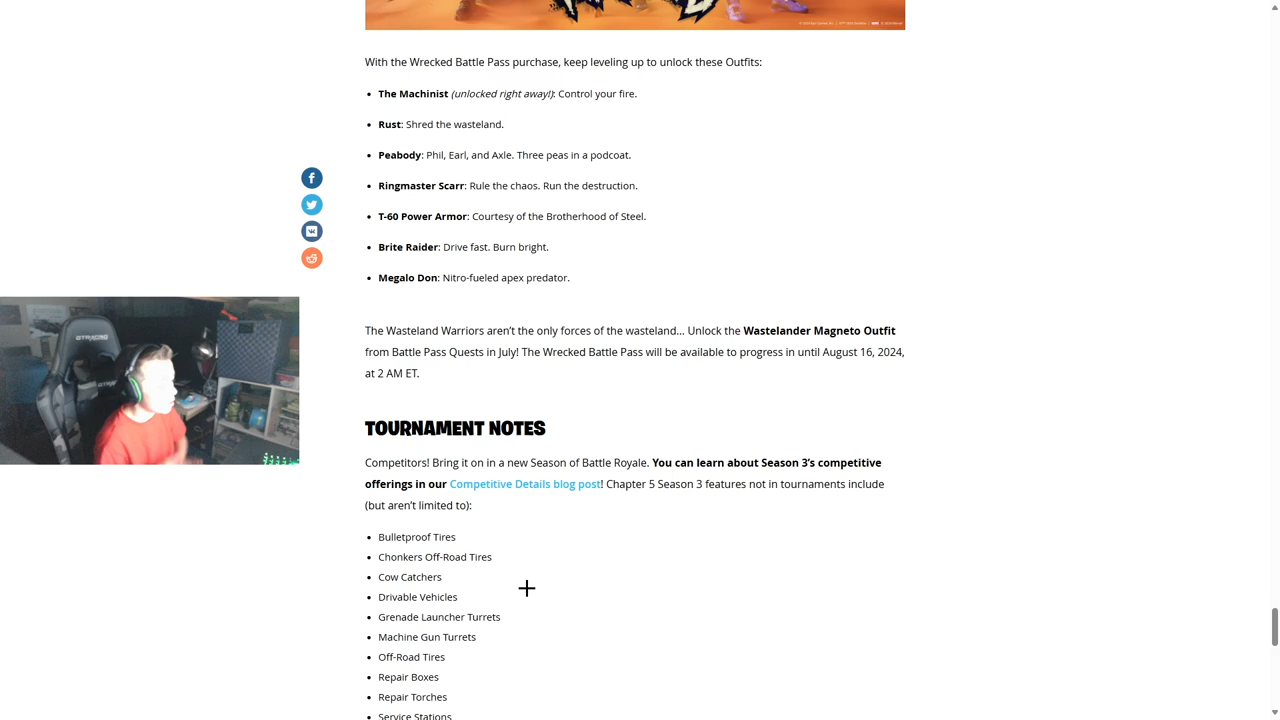 With the Wrecked Battle Pass purchase, keep leveling up to unlock these Outfits:
The Machinist (unlocked right away!): Control your fire.
Rust: Shred the wasteland.
Peabody: Phil, Earl, and Axle. Three peas in a podcoat.
Ringmaster Scarr: Rule the chaos. Run the destruction.
T-60 Power Armor: Courtesy of the Brotherhood of Steel.
Brite Raider: Drive fast. Burn bright.
Megalo Don: Nitro-fueled apex predator.
The Wasteland Warriors aren’t the only forces of the wasteland… Unlock the Wastelander Magneto Outfit
from Battle Pass Quests in July! The Wrecked Battle Pass will be available to progress in until August 16, 2024,
at 2 AM ET.
TOURNAMENT NOTES
Competitors! Bring it on in a new Season of Battle Royale. You can learn about Season 3’s competitive
offerings in our Competitive Details blog post! Chapter 5 Season 3 features not in tournaments include
(but aren’t limited to):
Bulletproof Tires
Chonkers Off-Road Tires
Cow Catchers
Drivable Vehicles
Grenade Launcher Turrets
Machine Gun Turrets
Off-Road Tires
Repair Boxes
Repair Torches
Service Stations